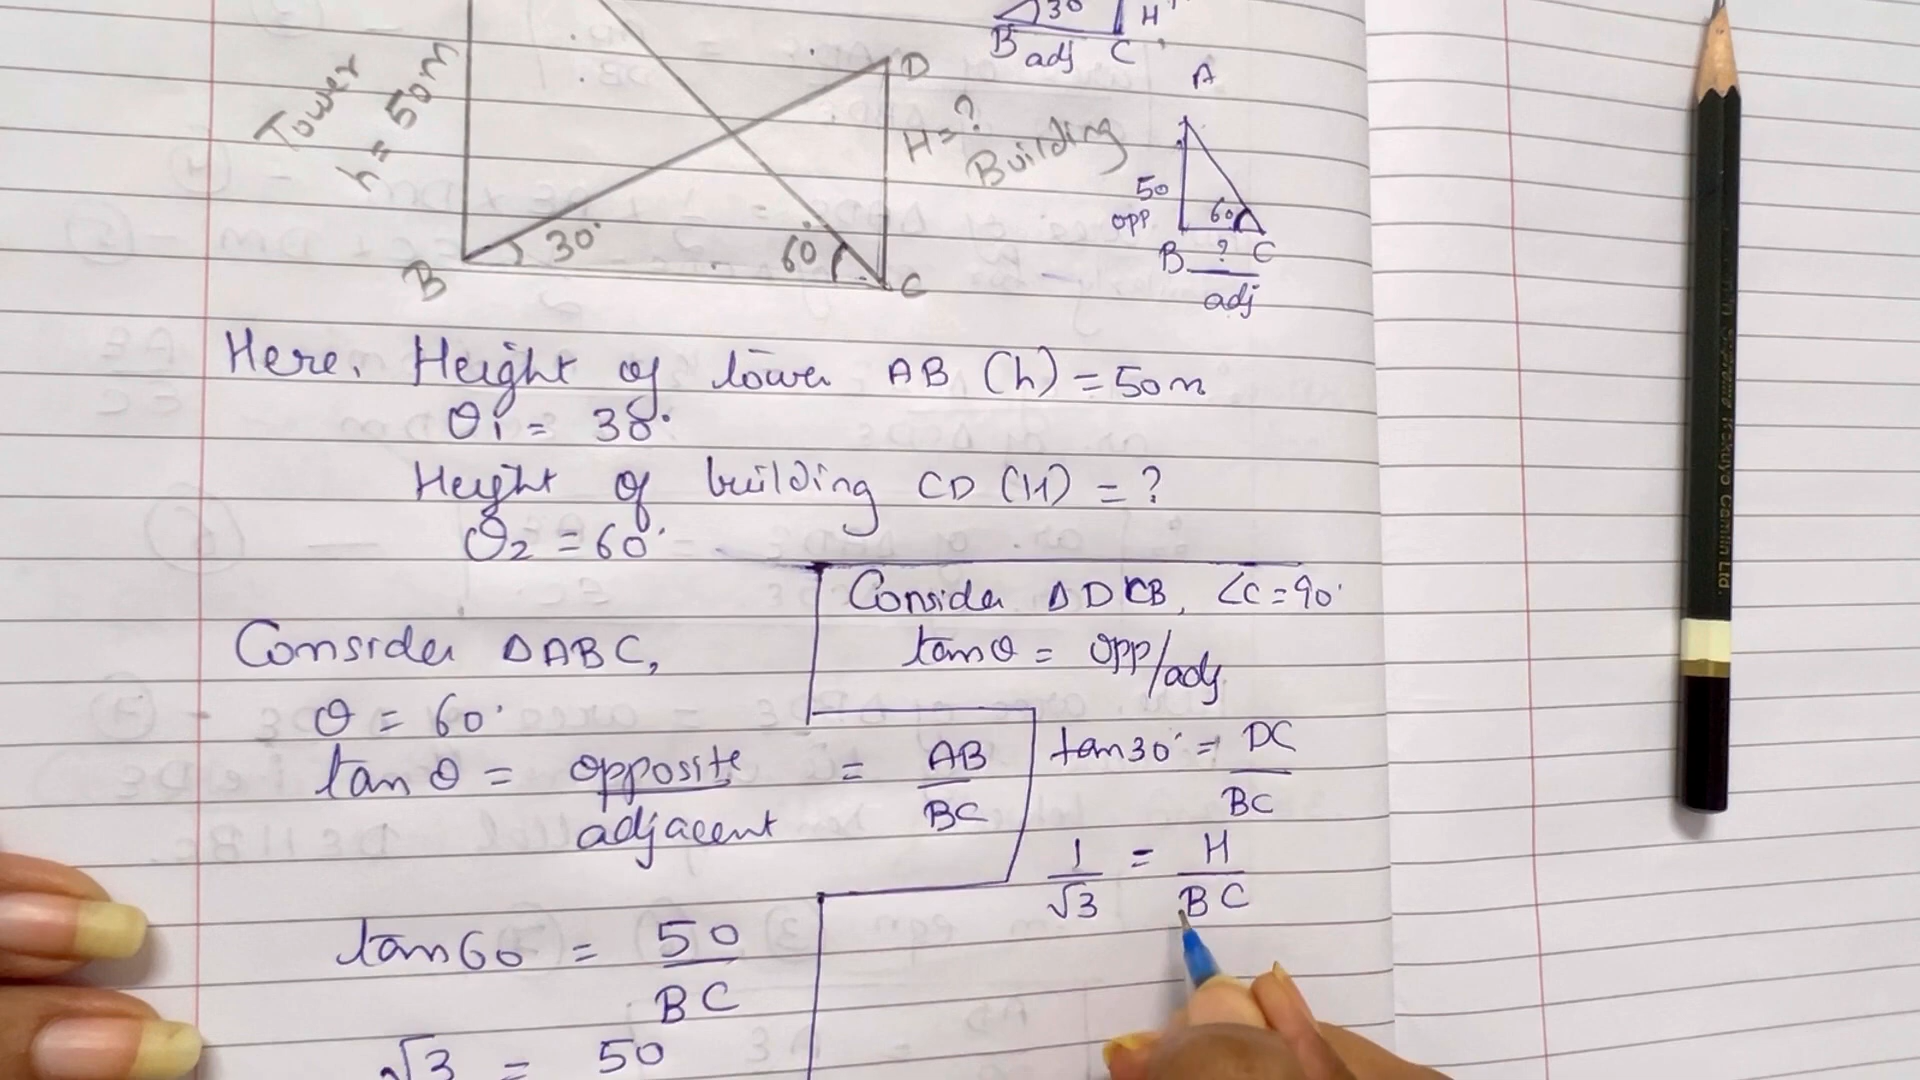 30
H
B adj C
A
D
Tower
h = 50m
H = ?
Building
50
opp
60
B ? C
adj
30°
60
B
C
Here, Height of tower AB (h) = 50m
θ1 = 30°
Height of building CD (H) = ?
θ2 = 60°
Consider ΔDCB, ∠C = 90°
tanθ = opp/adj
tan30° = DC
BC
1 = H
√3 BC
Consider ΔABC,
θ = 60°
tan θ = opposite = AB
adjacent BC
tan60 = 50
BC
√3 = 50